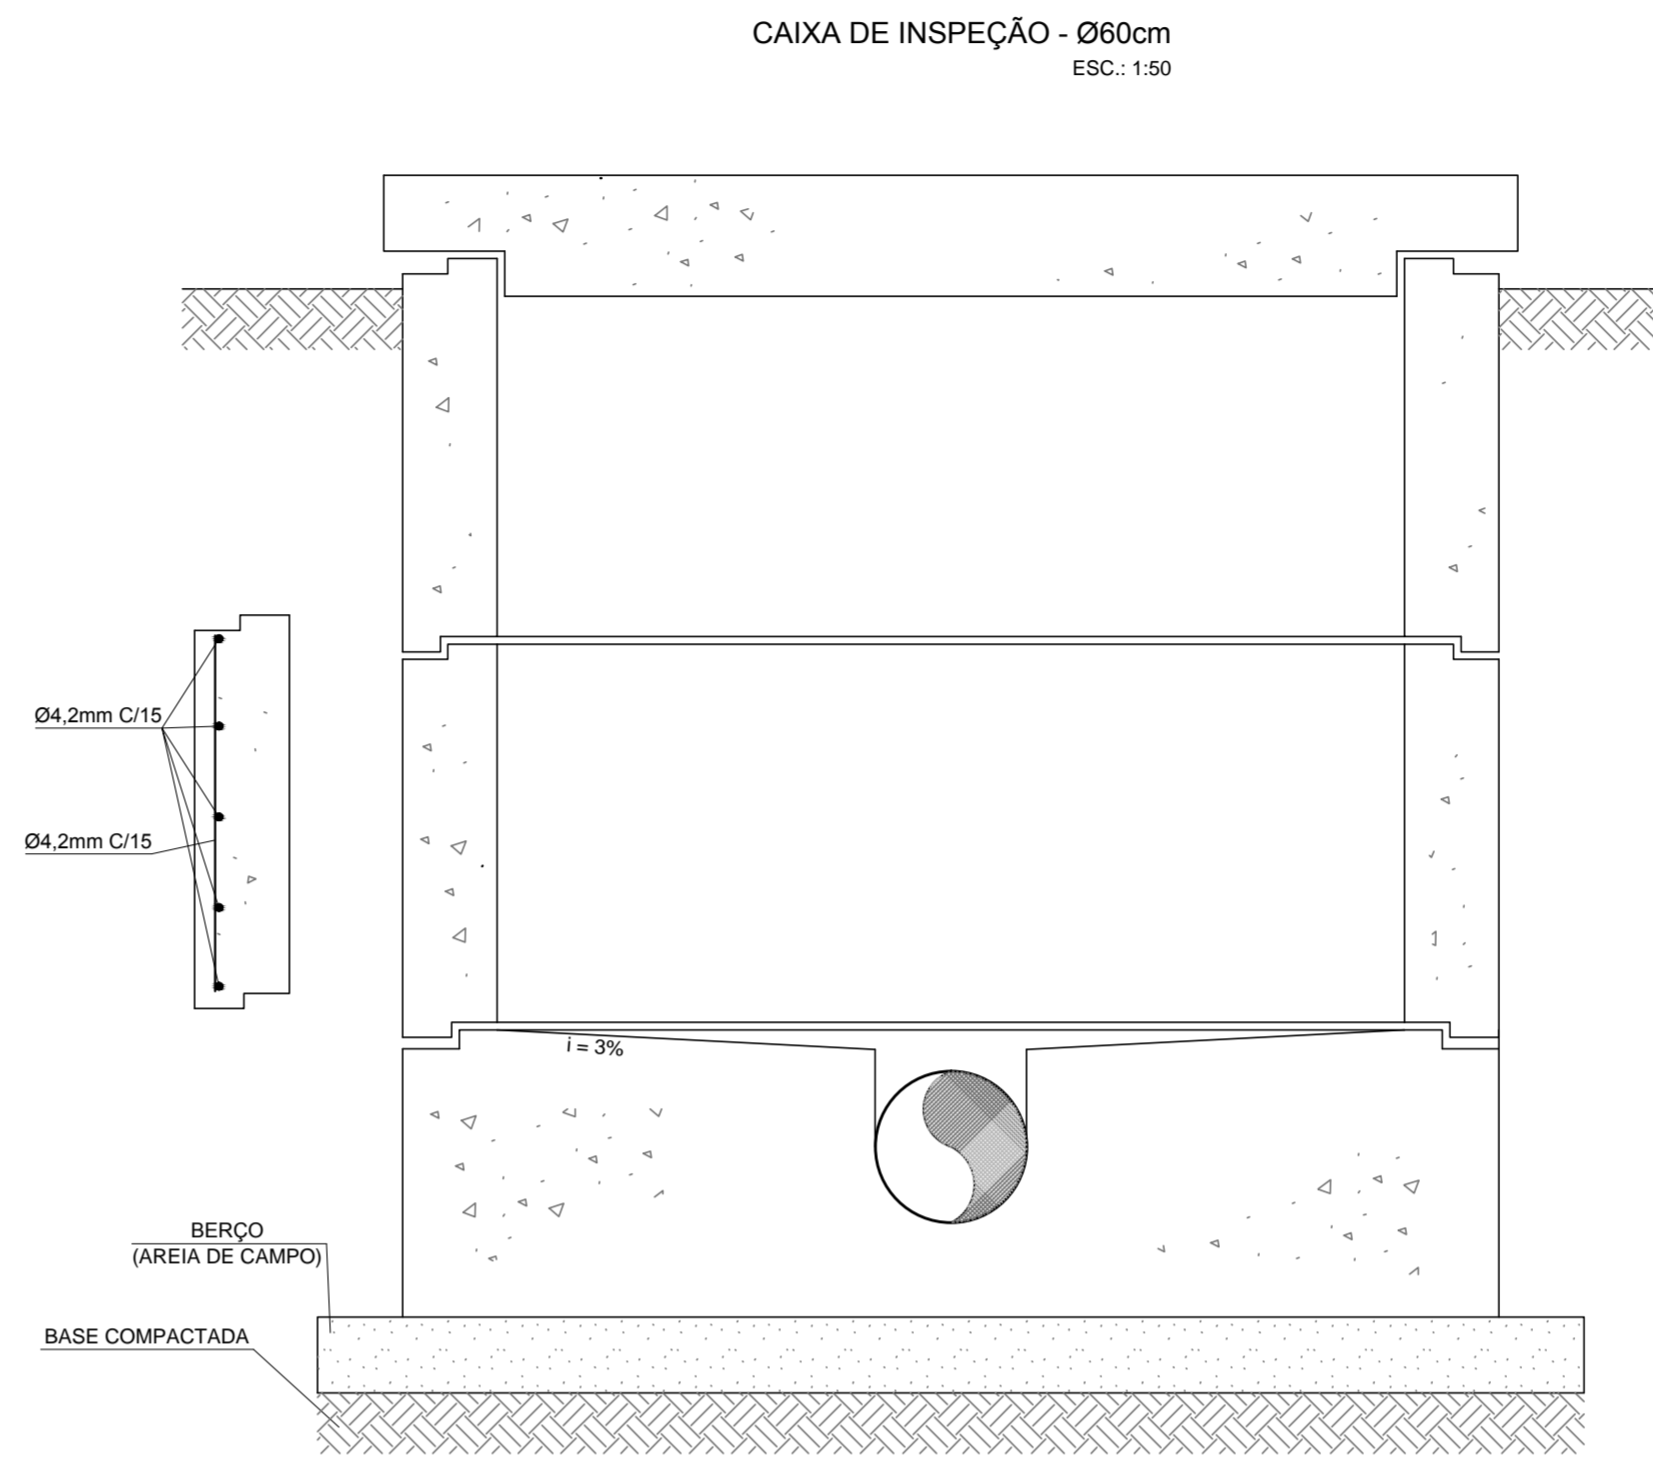 CAIXA DE INSPEÇÃO - Ø60cm
ESC.: 1:50
Ø4,2mm C/15
Ø4,2mm C/15
i = 3%
BERÇO
(AREIA DE CAMPO)
BASE COMPACTADA